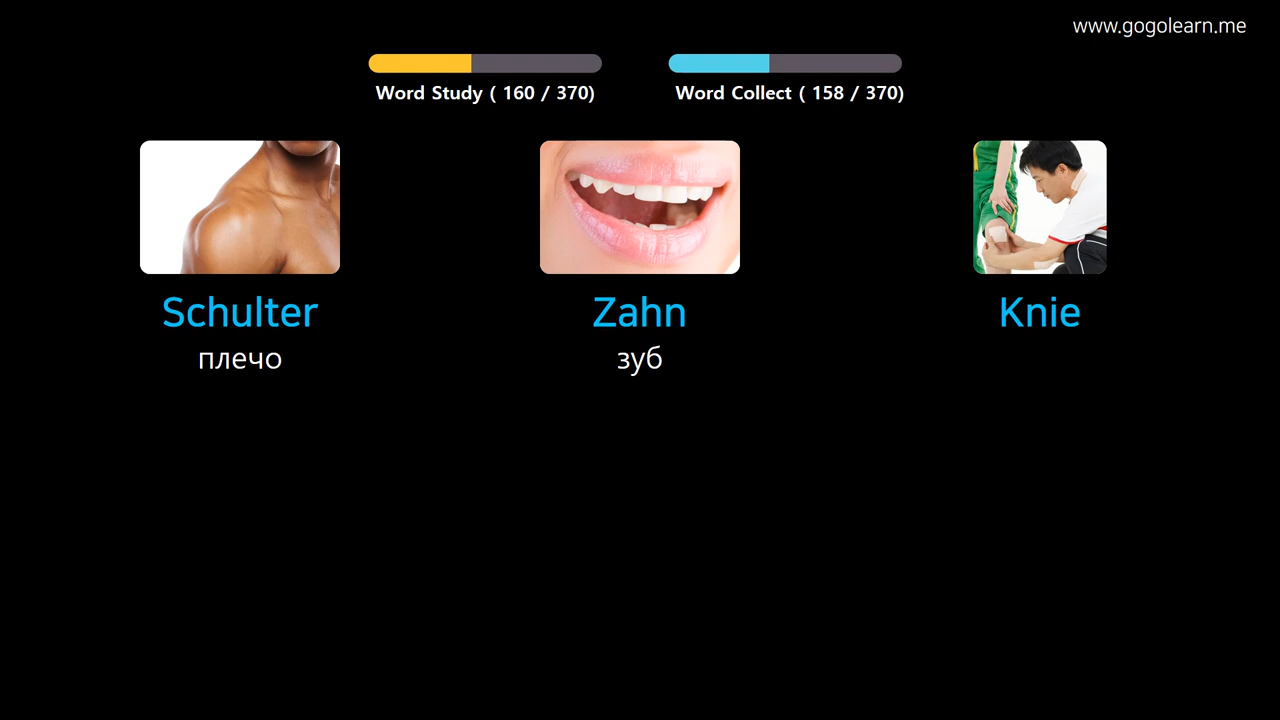 www.gogolearn.me
Word Study ( 160 / 370)
Word Collect ( 158 / 370)
Schulter
Zahn
Knie
плечо
зуб